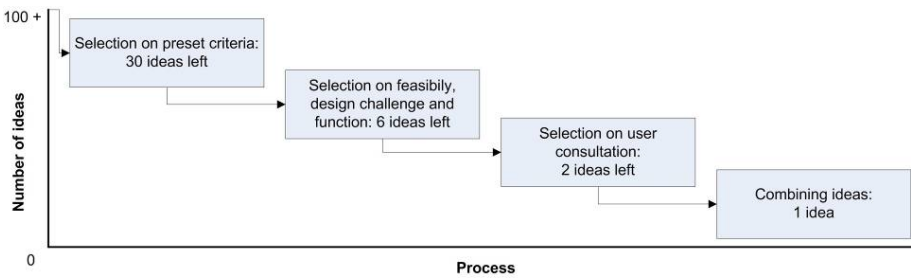 100 +
Selection on preset criteria:
30 ideas left
Selection on feasibily,
design challenge and
function: 6 ideas left
Selection on user
consultation:
2 ideas left
Combining ideas:
1 idea
Number of ideas
0
Process